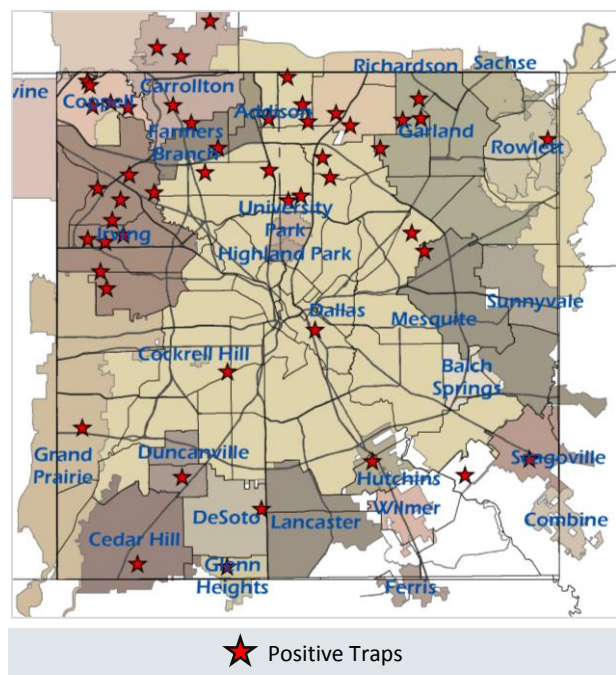 Richardson
Sachse
vine
Coppell
Carrollton
Addison
Garland
Farmers
Branch
Rowlett
University
Park
Irving
Highland Park
Dallas
Sunnyvale
Mesquite
Cockrell Hill
Balch
Springs
Grand
Prairie
Duncanville
Seagoville
Hutchins
DeSoto
Lancaster
Wilmer
Combine
Cedar Hill
Glenn
Heights
Ferris
Positive Traps